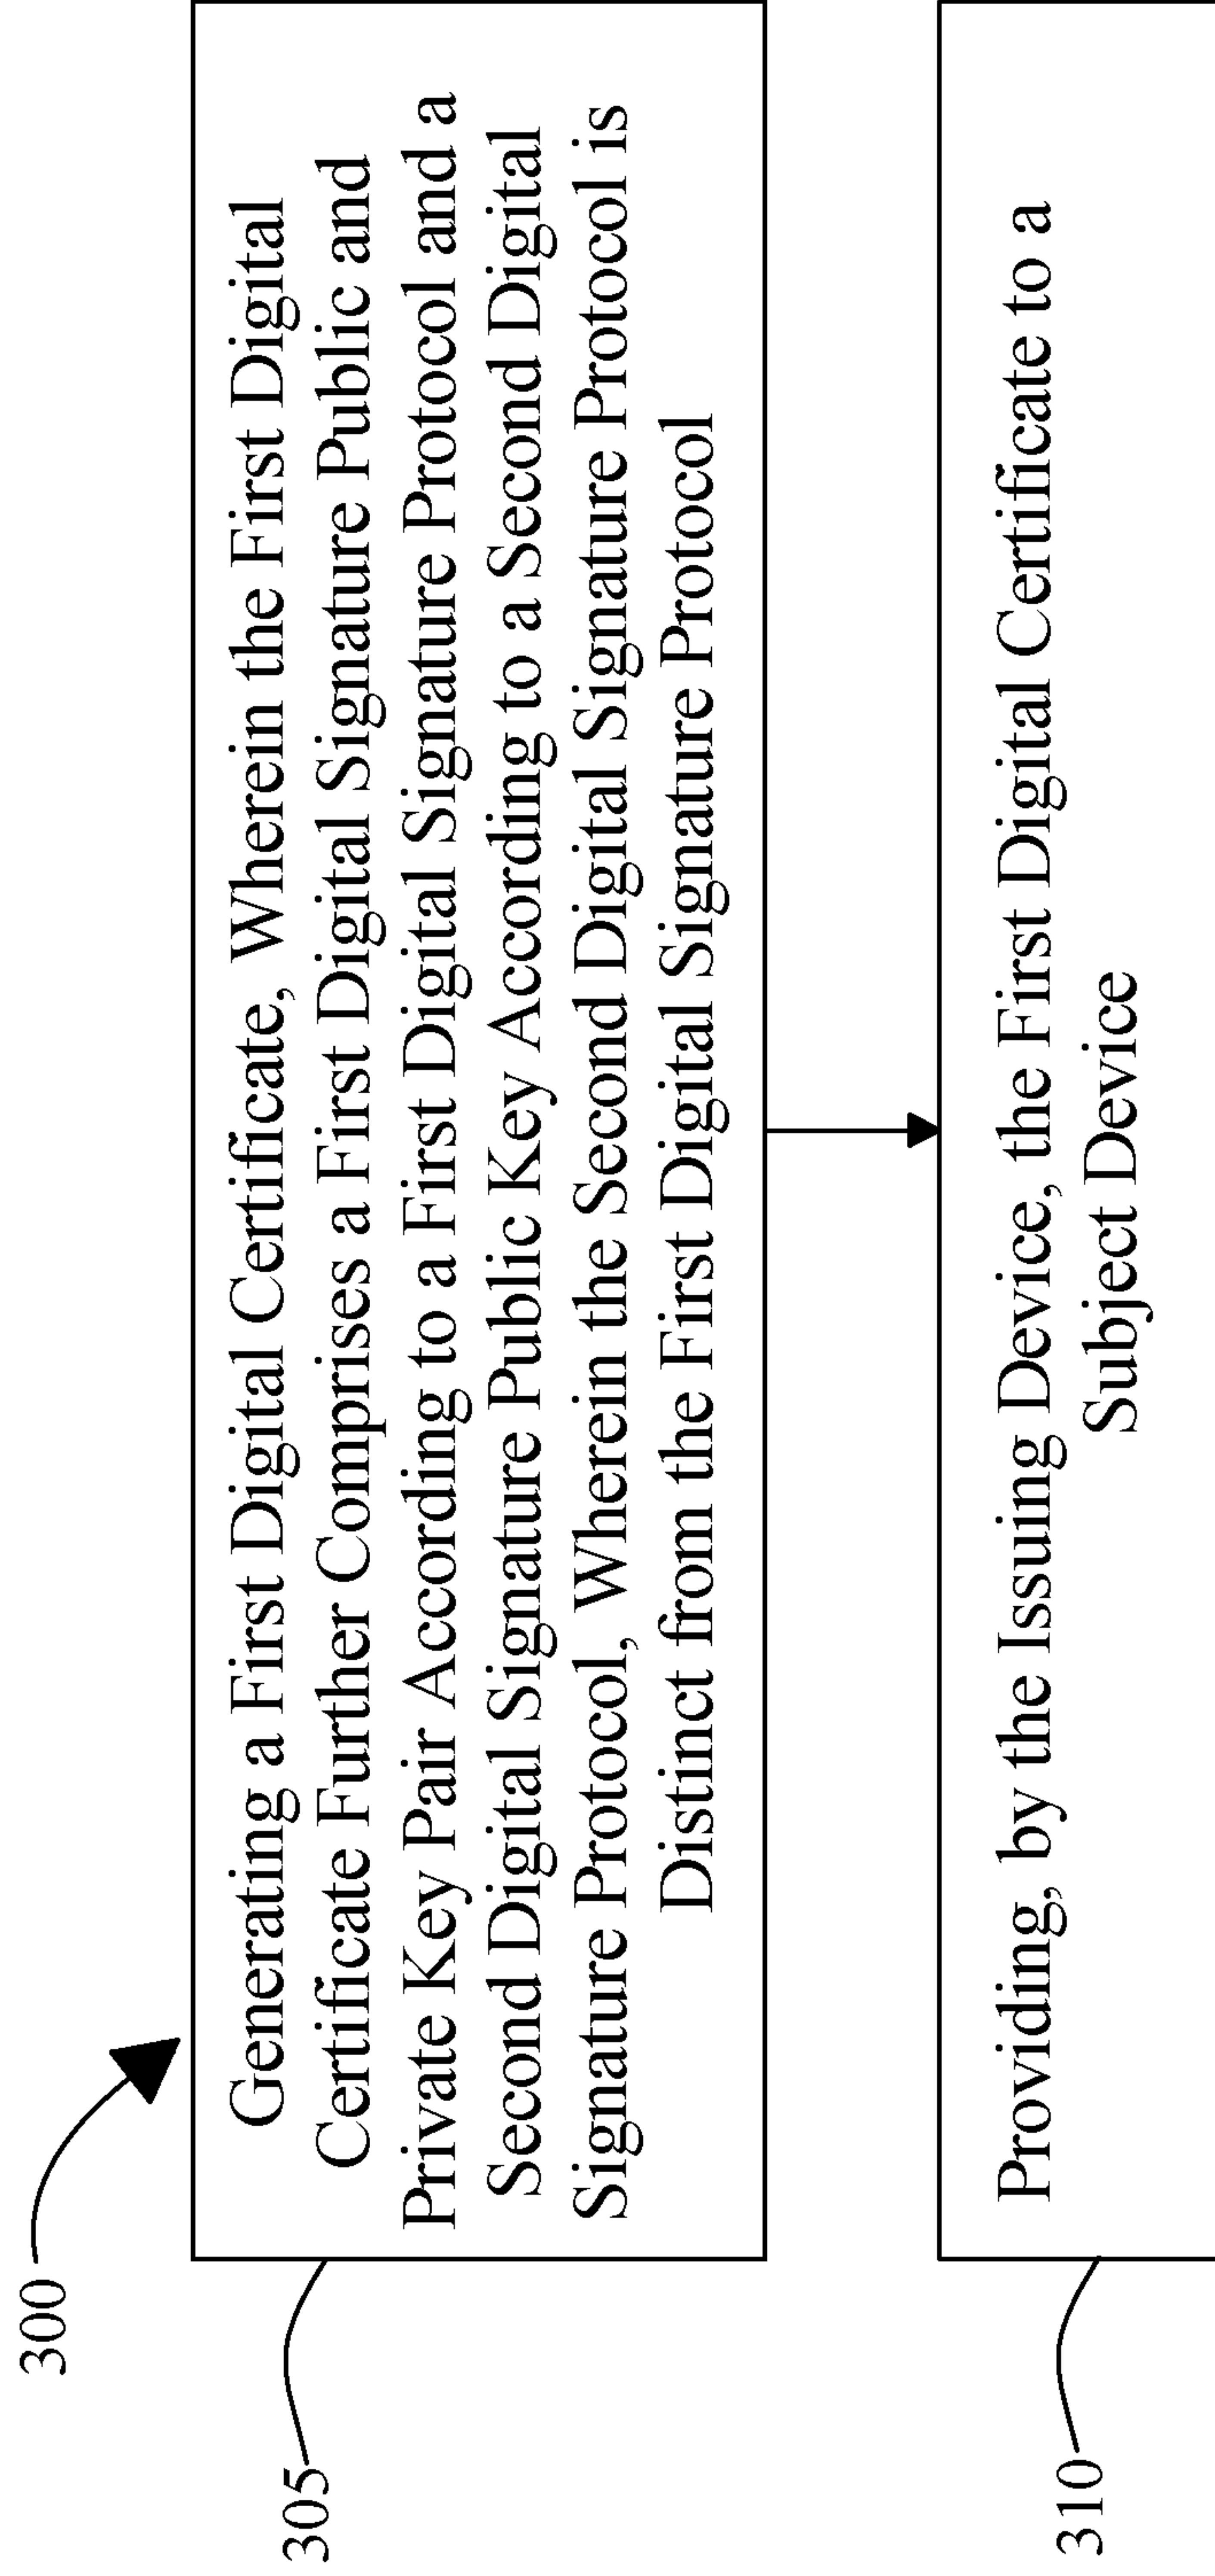 300
305
Generating a First Digital Certificate, Wherein the First Digital
Certificate Further Comprises a First Digital Signature Public and
Private Key Pair According to a First Digital Signature Protocol and a
Second Digital Signature Public Key According to a Second Digital
Signature Protocol, Wherein the Second Digital Signature Protocol is
Distinct from the First Digital Signature Protocol
310
Providing, by the Issuing Device, the First Digital Certificate to a
Subject Device